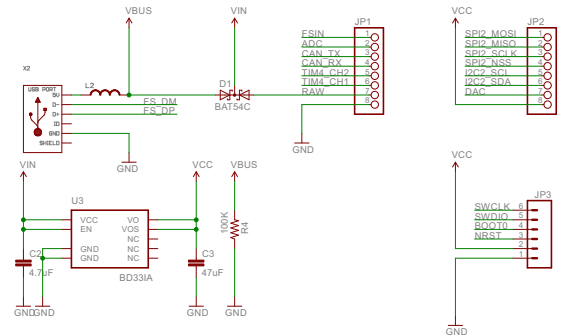 VBUS
VIN
JP1
VCC
JP2
X2
USB PORT
5V
D-
D+
ID
GND
SHIELD
L2
FS_DM
FS_DP
GND
D1
BAT54C
FSIN 1
ADC 2
CAN_TX 3
CAN_RX 4
TIM4_CH2 5
TIM4_CH1 6
RAW 7
8
GND
SPI2_MOSI 1
SPI2_MISO 2
SPI2_SCLK 3
SPI2_NSS 4
I2C2_SCL 5
I2C2_SDA 6
DAC 7
8
VIN
U3
VCC VO
EN VOS
NC
GND NC
GND NC
BD33IA
C2
4.7uF
GND
GND
VCC
C3
47uF
GND
VBUS
100K
R4
GND
VCC
JP3
SWCLK 6
SWDIO 5
BOOT0 4
NRST 3
2
1
GND